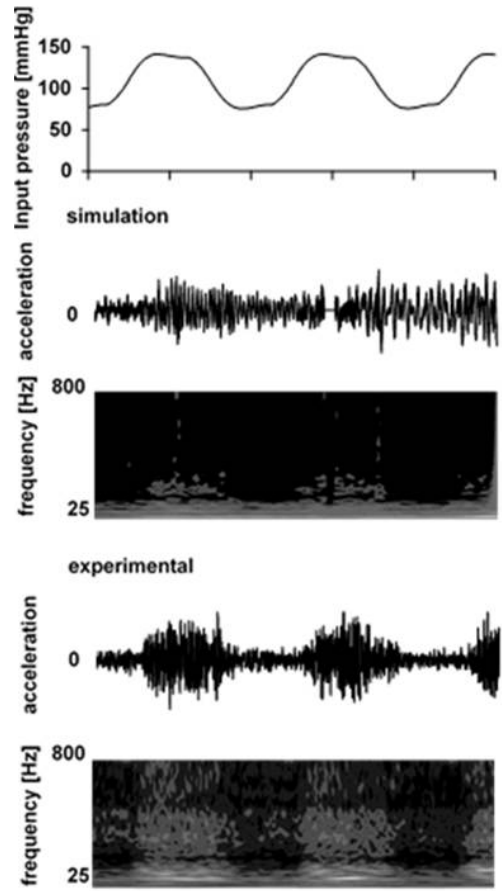 Input pressure [mmHg]
150
100
50
0
simulation
acceleration
0
frequency [Hz]
800
25
experimental
acceleration
0
frequency [Hz]
800
25